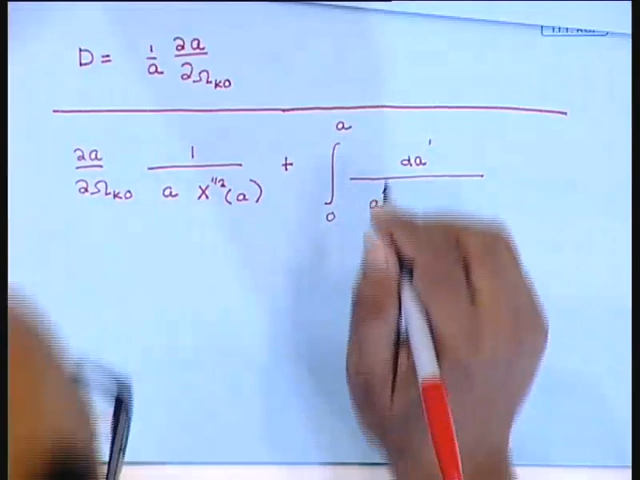 D = 1/a ∂a/∂Ω_K0
∂a/∂Ω_K0 1/(a X^{1/2}(a)) + ∫_0^a da'/a